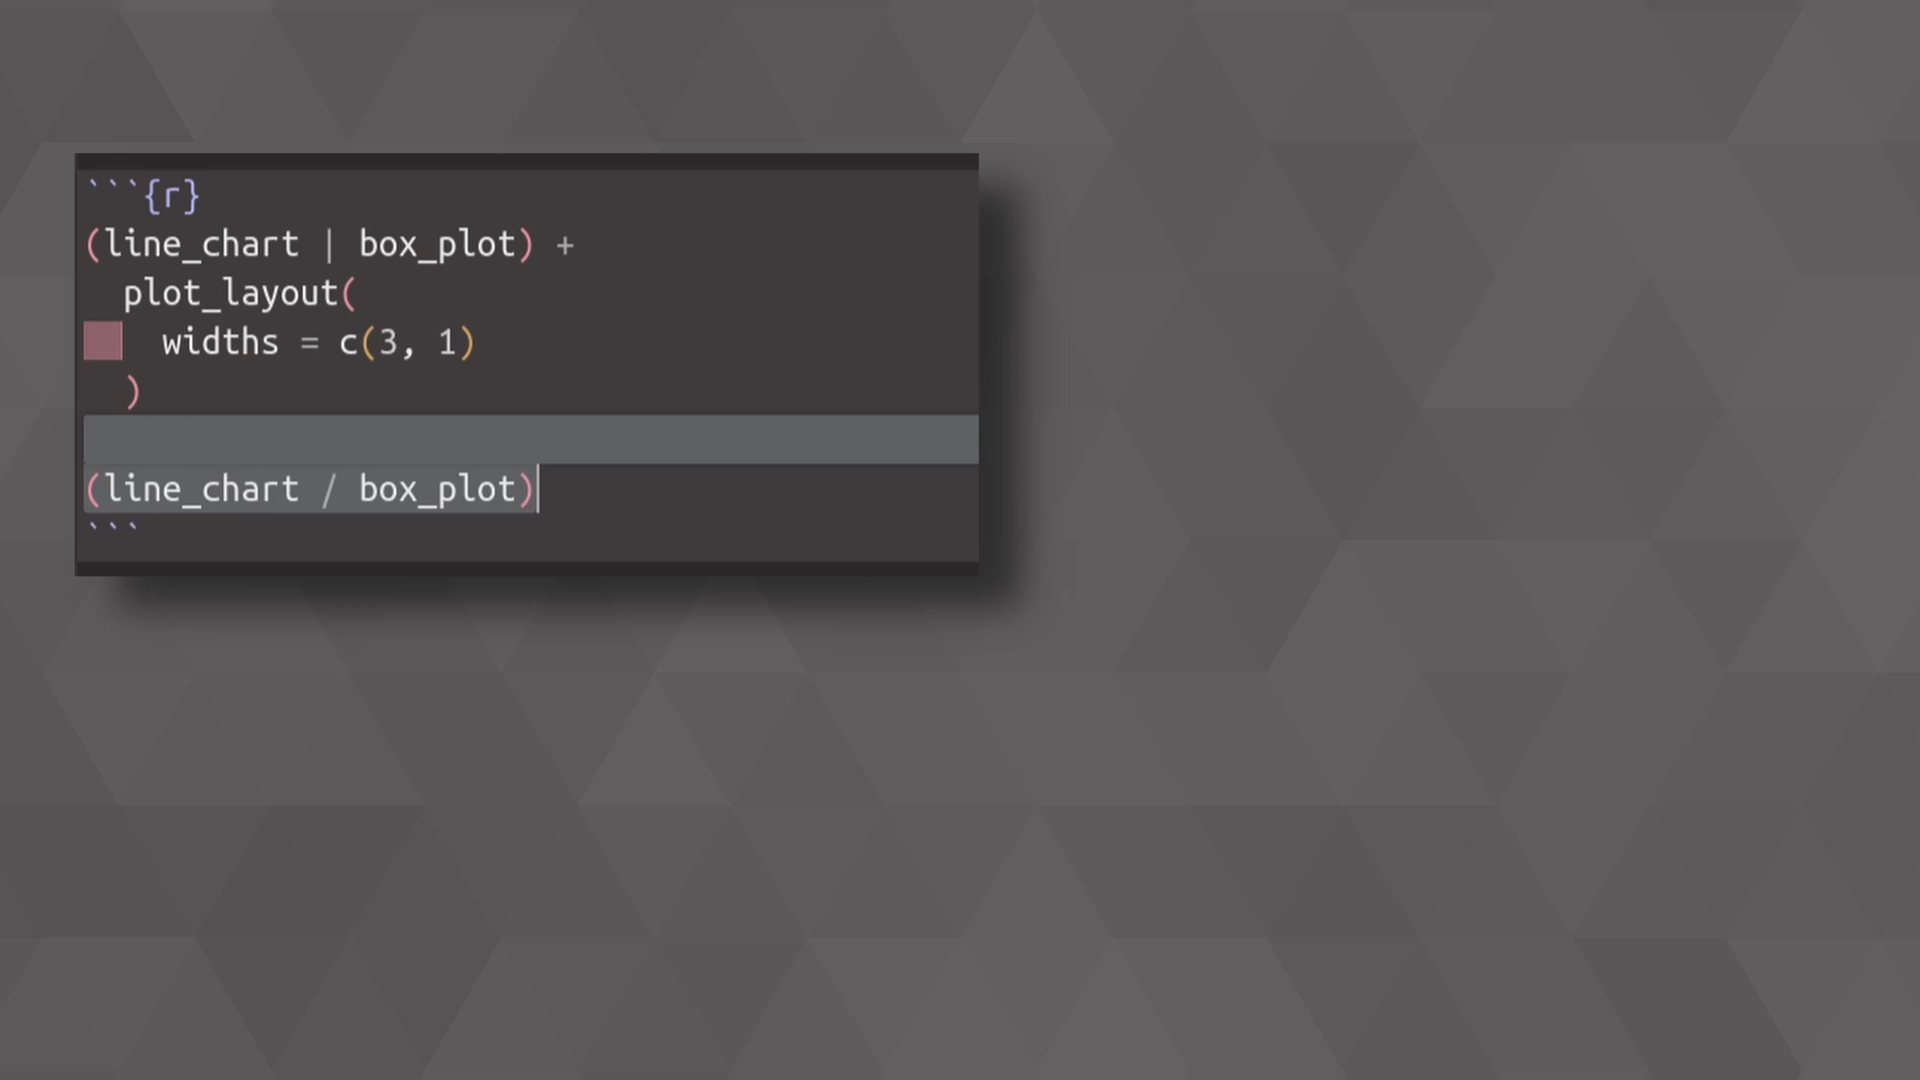 ```{r}
(line_chart | box_plot) +
  plot_layout(
    widths = c(3, 1)
  )

(line_chart / box_plot)
```